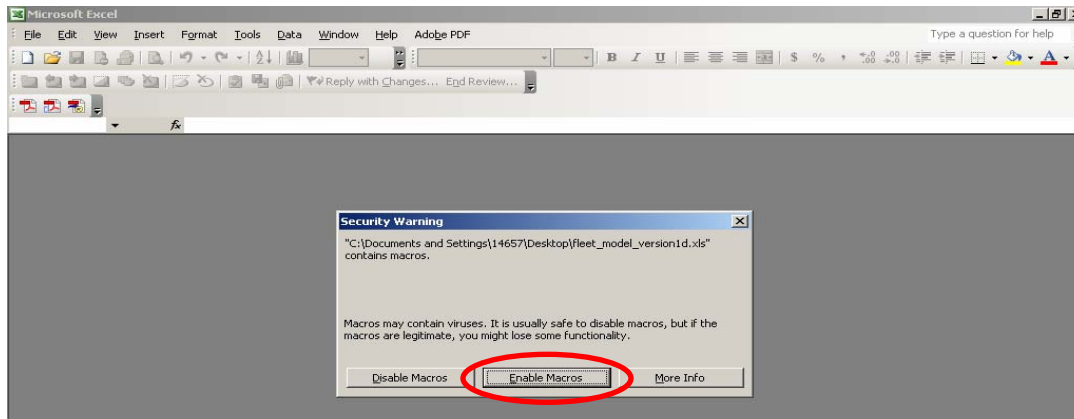 Microsoft Excel
File Edit View Insert Format Tools Data Window Help Adobe PDF Type a question for help
B I U $ % , .00 A
Reply with Changes... End Review...
fx
Security Warning
"C:\Documents and Settings\14657\Desktop\fleet_model_version1d.xls"
contains macros.
Macros may contain viruses. It is usually safe to disable macros, but if the
macros are legitimate, you might lose some functionality.
Disable Macros Enable Macros More Info